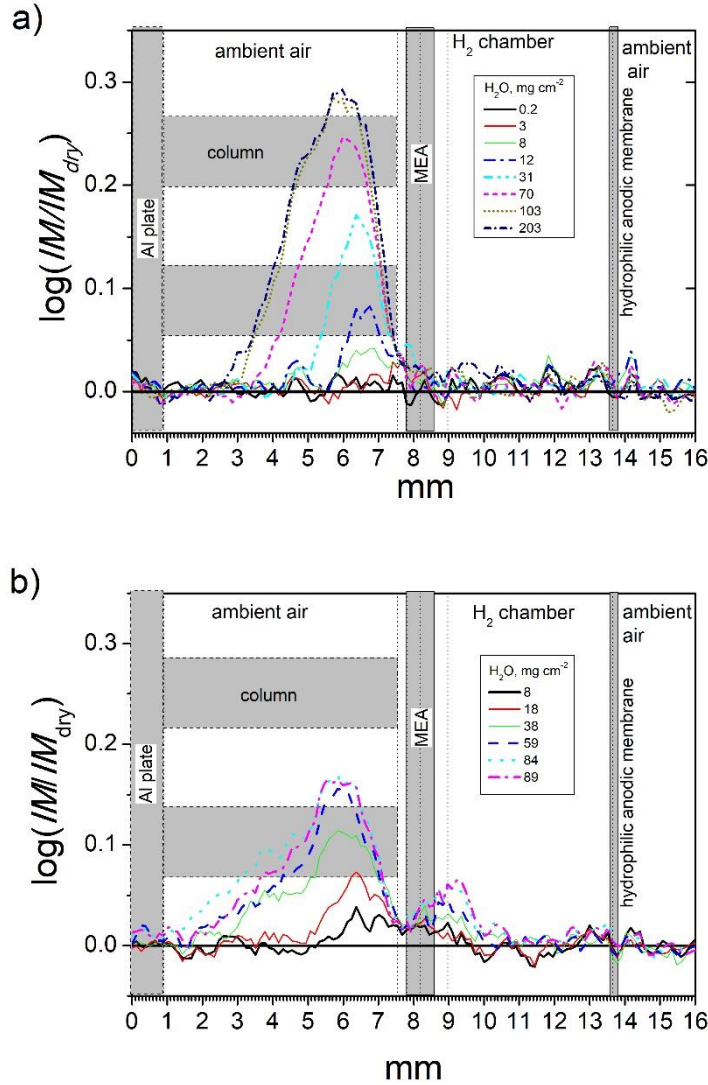 a)
ambient air
H2 chamber
ambient
air
H2O, mg cm-2
0.2
3
8
12
31
70
103
203
column
Al plate
MEA
hydrophilic anodic membrane
log(IM/IMdry)
0.3
0.2
0.1
0.0
0 1 2 3 4 5 6 7 8 9 10 11 12 13 14 15 16
mm
b)
ambient air
H2 chamber
ambient
air
H2O, mg cm-2
8
18
38
59
84
89
column
Al plate
MEA
hydrophilic anodic membrane
log(IM/IMdry)
0.3
0.2
0.1
0.0
0 1 2 3 4 5 6 7 8 9 10 11 12 13 14 15 16
mm